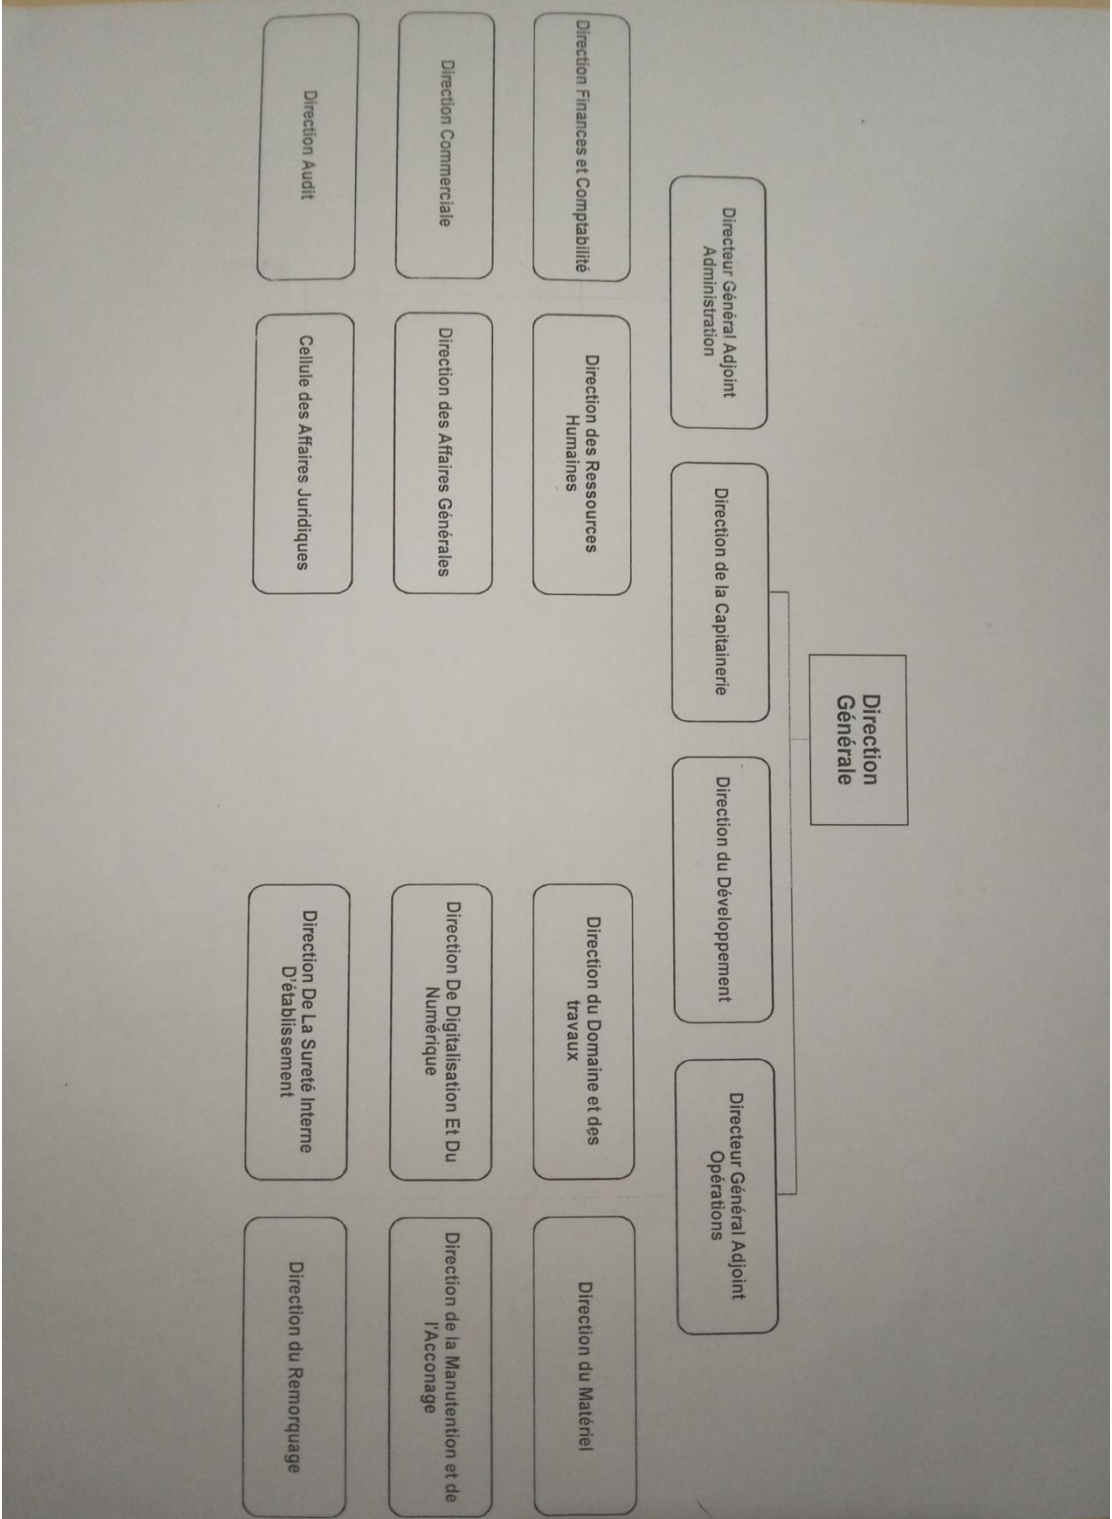 Direction
Générale
Directeur Général Adjoint
Administration
Direction de la Capitainerie
Direction du Développement
Directeur Général Adjoint
Opérations
Direction Finances et Comptabilité
Direction des Ressources
Humaines
Direction du Domaine et des
travaux
Direction du Matériel
Direction Commerciale
Direction des Affaires Générales
Direction De Digitalisation Et Du
Numérique
Direction de la Manutention et de
l'Acconage
Direction Audit
Cellule des Affaires Juridiques
Direction De La Sureté Interne
D'établissement
Direction du Remorquage